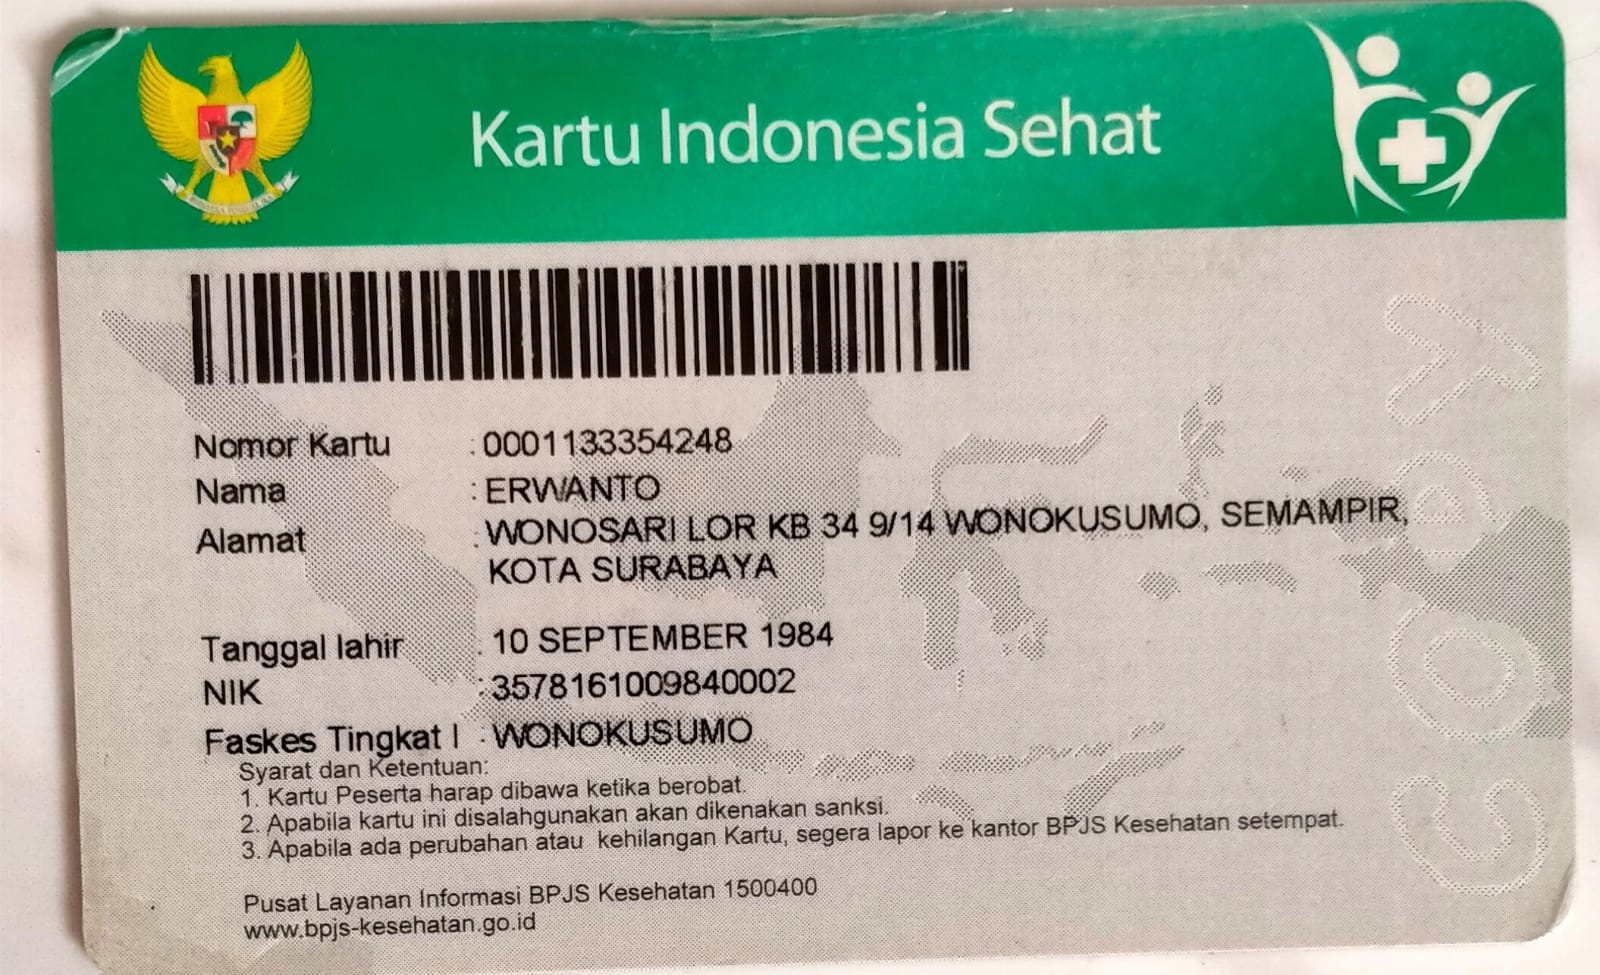 Kartu Indonesia Sehat
Nomor Kartu : 0001133354248
Nama : ERWANTO
Alamat : WONOSARI LOR KB 34 9/14 WONOKUSUMO, SEMAMPIR,
KOTA SURABAYA
Tanggal lahir : 10 SEPTEMBER 1984
NIK : 3578161009840002
Faskes Tingkat I : WONOKUSUMO
Syarat dan Ketentuan:
1. Kartu Peserta harap dibawa ketika berobat.
2. Apabila kartu ini disalahgunakan akan dikenakan sanksi.
3. Apabila ada perubahan atau kehilangan Kartu, segera lapor ke kantor BPJS Kesehatan setempat.
Pusat Layanan Informasi BPJS Kesehatan 1500400
www.bpjs-kesehatan.go.id
copy